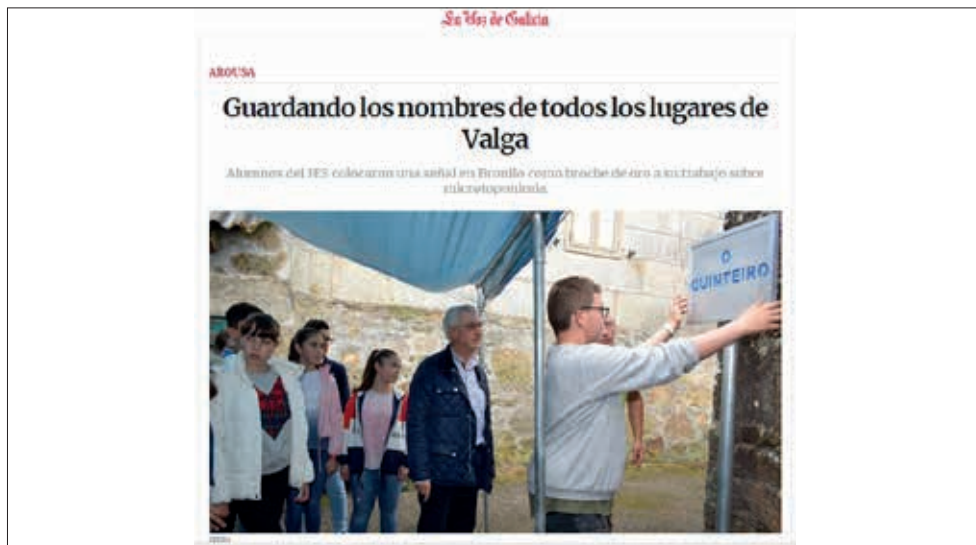 La Voz de Galicia
AROUSA
Guardando los nombres de todos los lugares de
Valga
Alumnos del IES colocaron una señal en Bronllo como broche de oro a su trabajo sobre
microtoponimia
O
QUINTEIRO